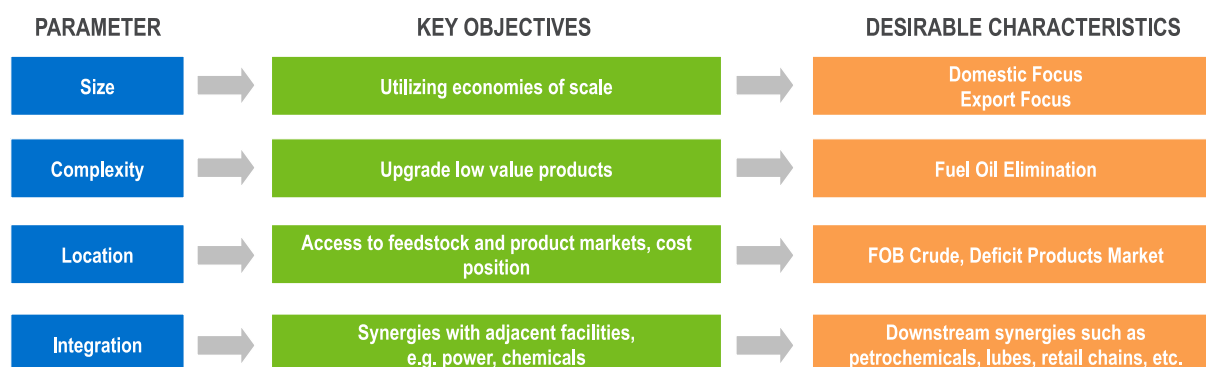 PARAMETER
KEY OBJECTIVES
DESIRABLE CHARACTERISTICS
Size
Utilizing economies of scale
Domestic Focus
Export Focus
Complexity
Upgrade low value products
Fuel Oil Elimination
Location
Access to feedstock and product markets, cost
position
FOB Crude, Deficit Products Market
Integration
Synergies with adjacent facilities,
e.g. power, chemicals
Downstream synergies such as
petrochemicals, lubes, retail chains, etc.